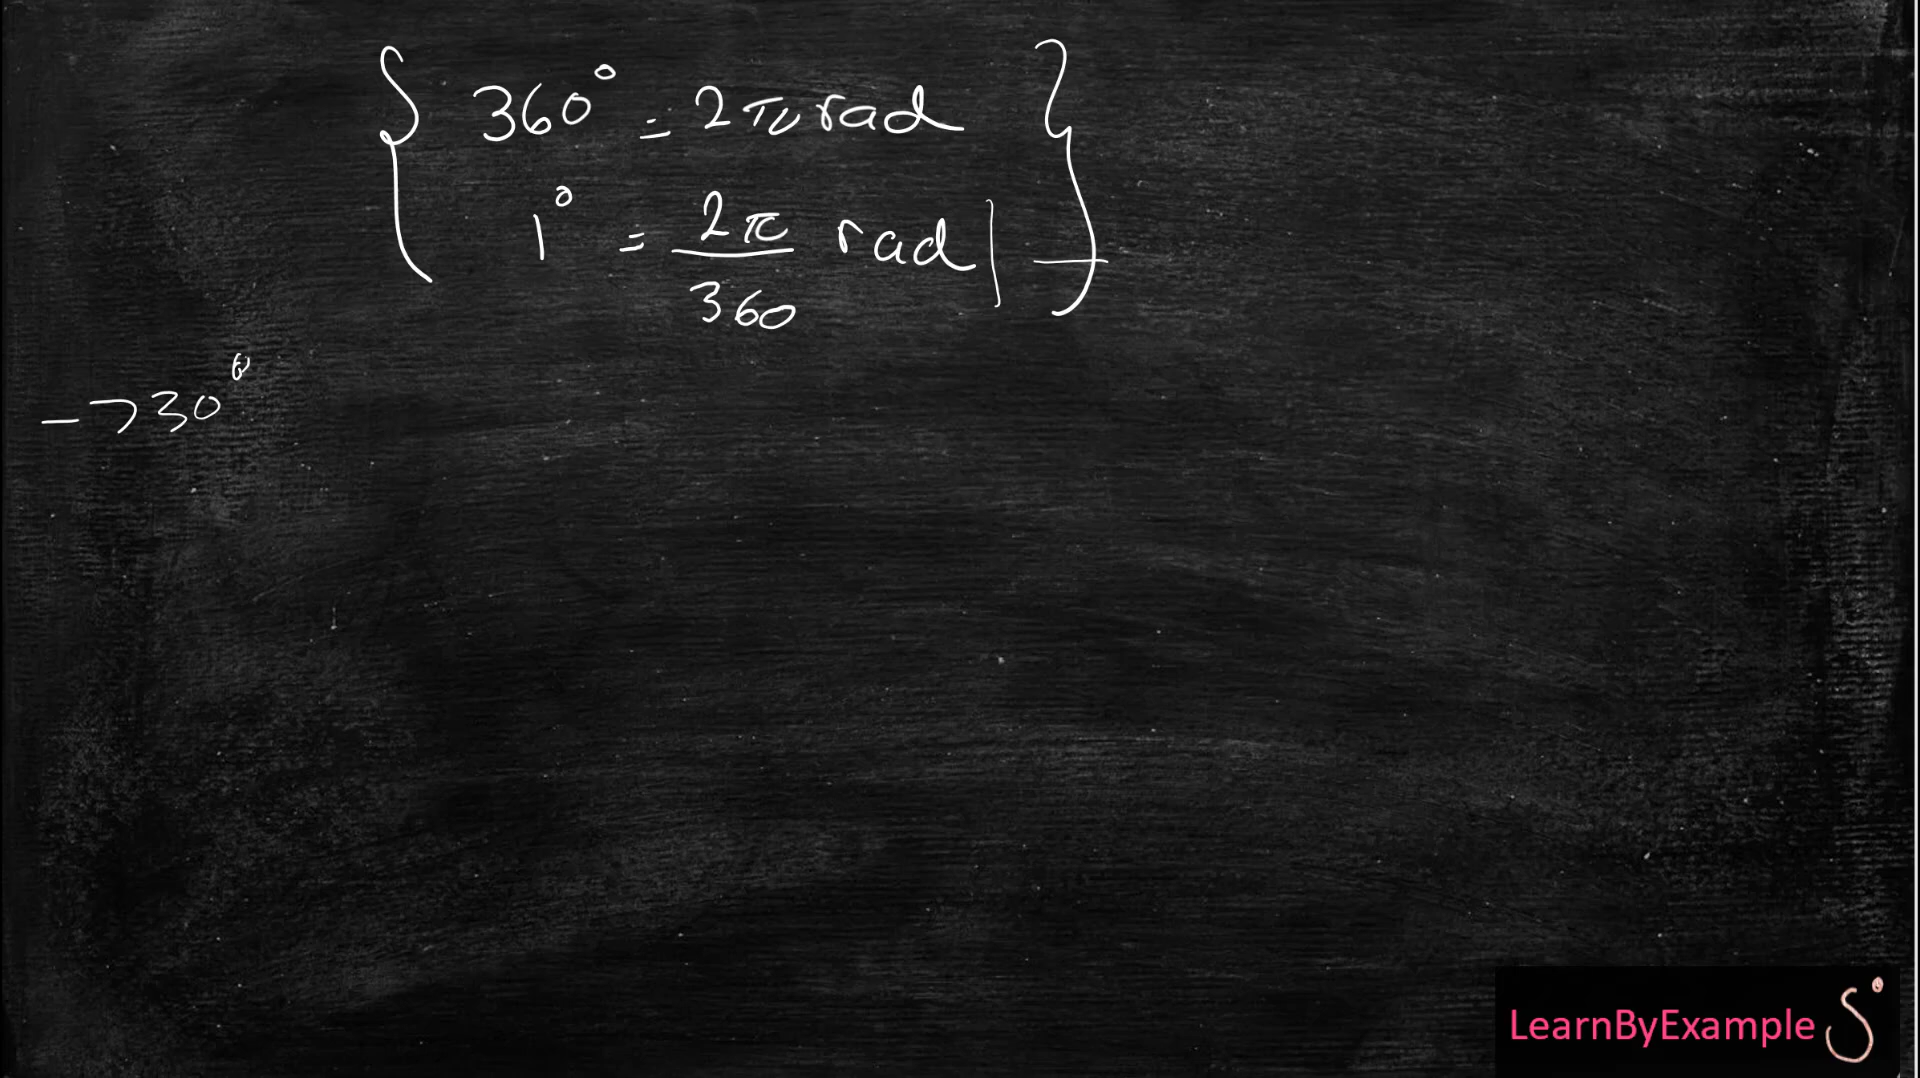 { 360° = 2π rad }
1° = 2π/360 rad
-730°
LearnByExample